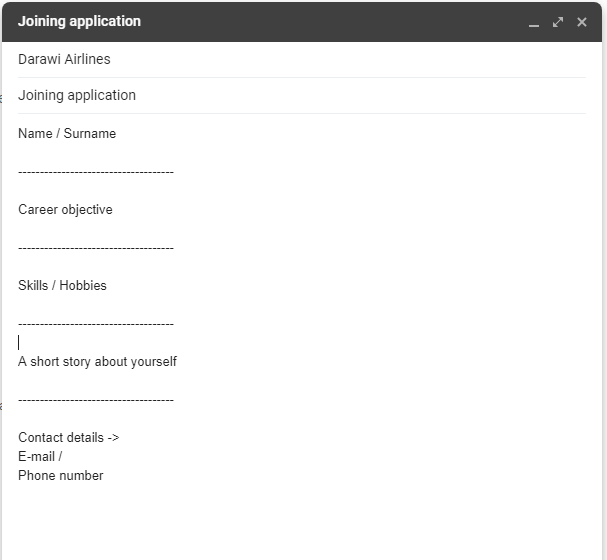 Joining application
Darawi Airlines
Joining application
Name / Surname
------------------------------------
Career objective
------------------------------------
Skills / Hobbies
------------------------------------
A short story about yourself
------------------------------------
Contact details ->
E-mail /
Phone number